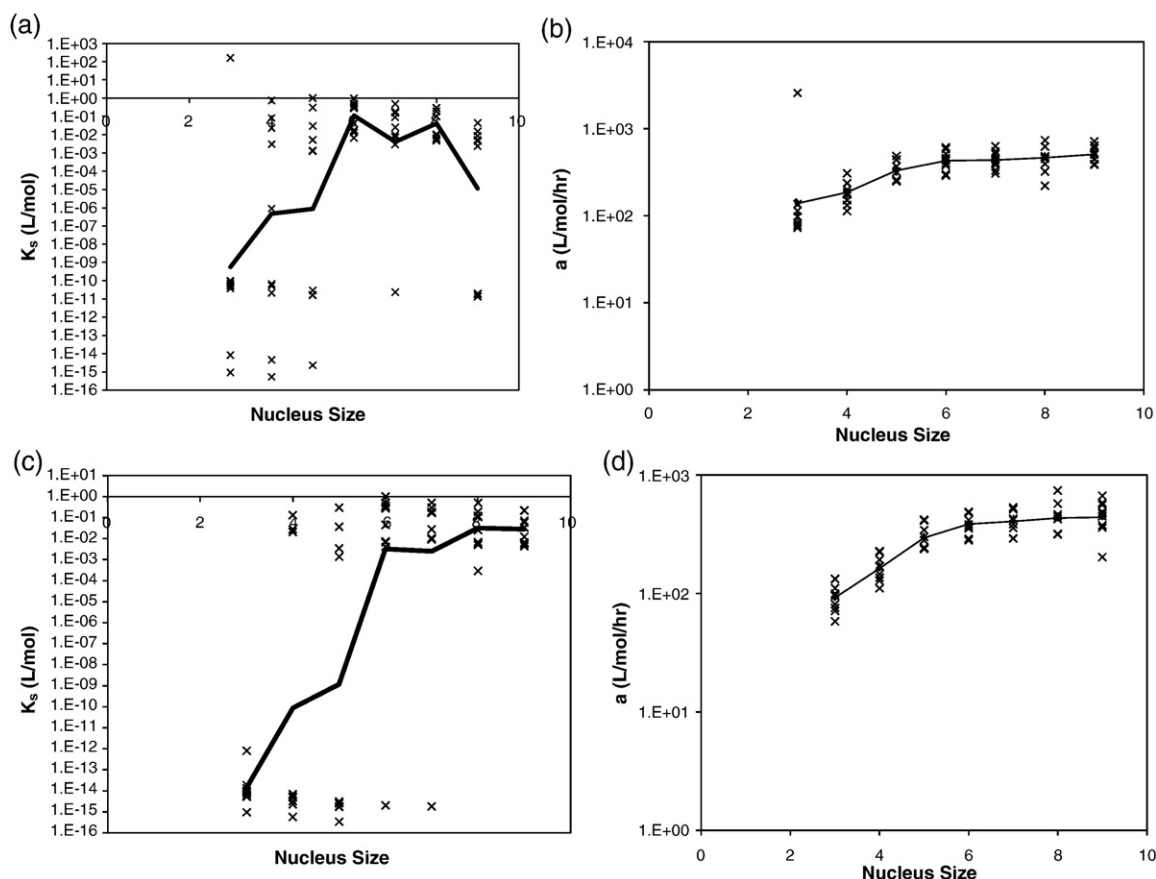 (a)
1.E+03
1.E+02
1.E+01
1.E+00
1.E-01
1.E-02
1.E-03
1.E-04
1.E-05
1.E-06
1.E-07
1.E-08
1.E-09
1.E-10
1.E-11
1.E-12
1.E-13
1.E-14
1.E-15
1.E-16
0 2 4 6 8 10
Ks (L/mol)
Nucleus Size
(b)
1.E+04
1.E+03
1.E+02
1.E+01
1.E+00
0 2 4 6 8 10
a (L/mol/hr)
Nucleus Size
(c)
1.E+01
1.E+00
1.E-01
1.E-02
1.E-03
1.E-04
1.E-05
1.E-06
1.E-07
1.E-08
1.E-09
1.E-10
1.E-11
1.E-12
1.E-13
1.E-14
1.E-15
1.E-16
0 2 4 6 8 10
Ks (L/mol)
Nucleus Size
(d)
1.E+03
1.E+02
1.E+01
1.E+00
0 2 4 6 8 10
a (L/mol/hr)
Nucleus Size